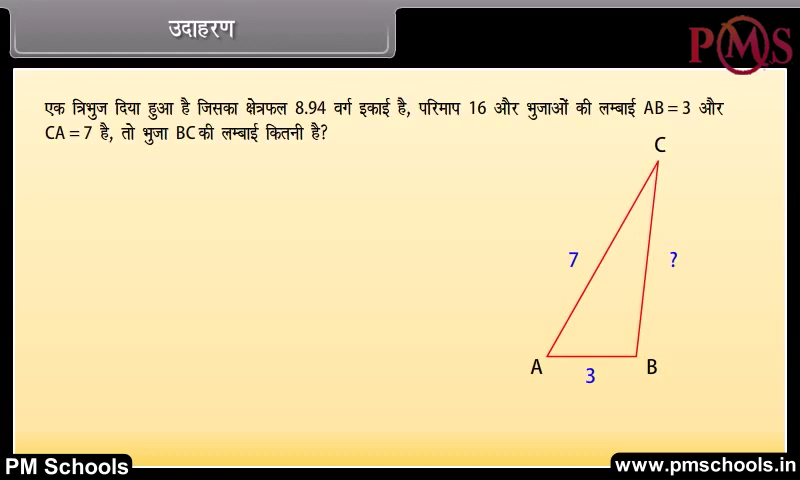 उदाहरण
PMS
एक त्रिभुज दिया हुआ है जिसका क्षेत्रफल 8.94 वर्ग इकाई है, परिमाप 16 और भुजाओं की लम्बाई AB = 3 और
CA = 7 है, तो भुजा BC की लम्बाई कितनी है?
C
7
?
A
B
3
PM Schools
www.pmschools.in